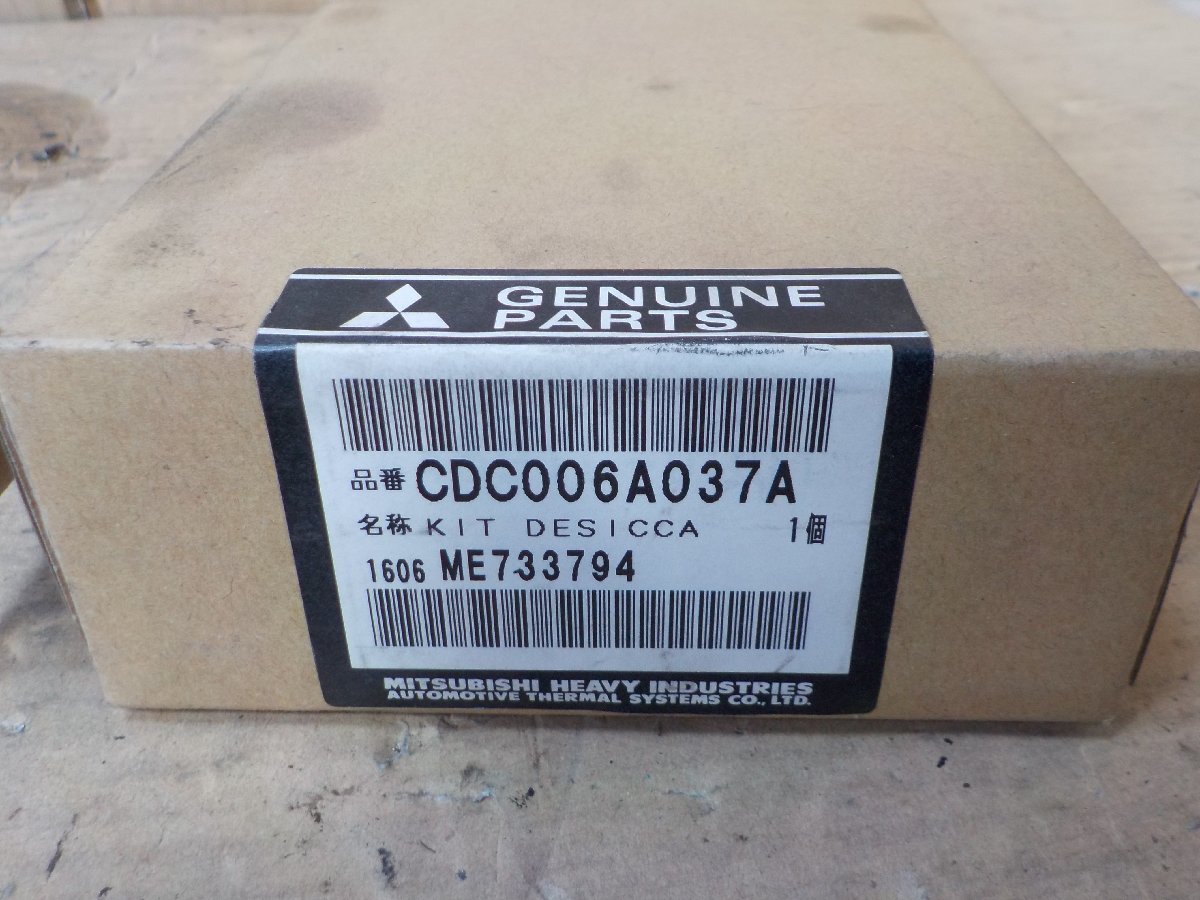 GENUINE
PARTS
品番 CDC006A037A
名称 KIT DESICCA 1個
1606 ME733794
MITSUBISHI HEAVY INDUSTRIES
AUTOMOTIVE THERMAL SYSTEMS CO., LTD.